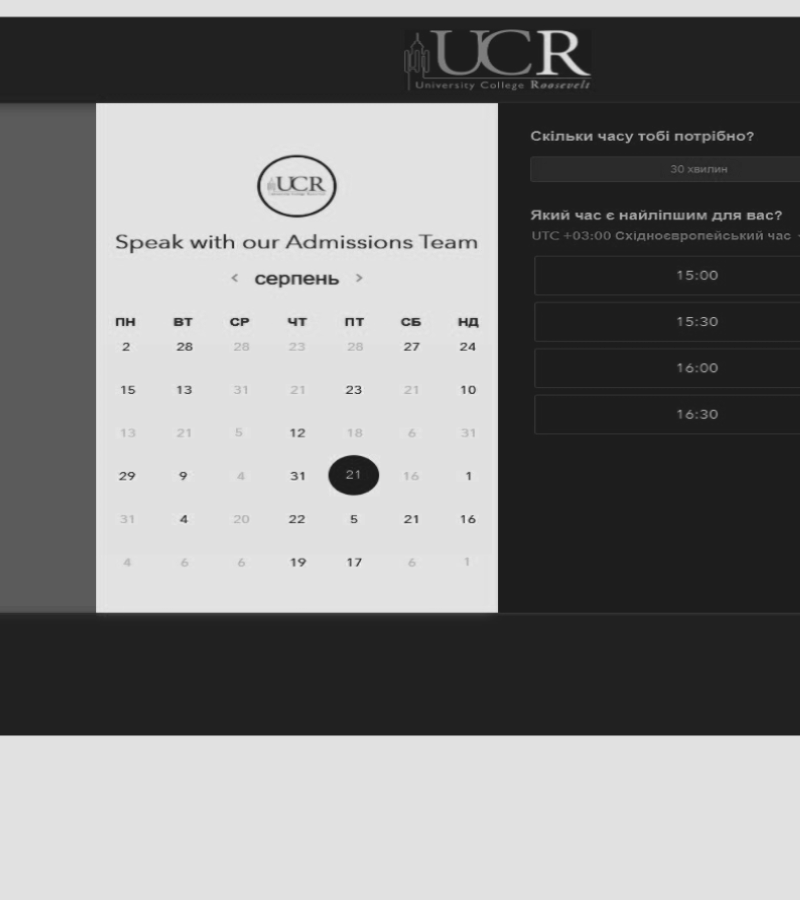 UCR
University College Roosevelt
UCR
Speak with our Admissions Team
< серпень >
ПН ВТ СР ЧТ ПТ СБ НД
2 28 28 23 28 27 24
15 13 31 21 23 21 10
13 21 5 12 18 6 31
29 9 4 31 21 16 1
31 4 20 22 5 21 16
4 6 6 19 17 6 1
Скільки часу тобі потрібно?
30 хвилин
Який час є найліпшим для вас?
UTC +03:00 Східноєвропейський час
15:00
15:30
16:00
16:30